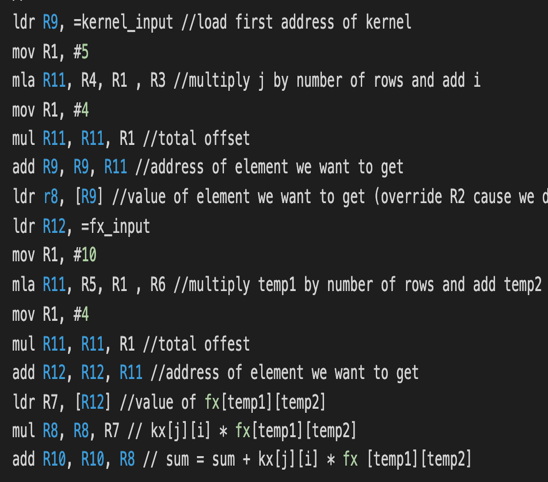 ldr R9, =kernel_input //load first address of kernel
mov R1, #5
mla R11, R4, R1 , R3 //multiply j by number of rows and add i
mov R1, #4
mul R11, R11, R1 //total offset
add R9, R9, R11 //address of element we want to get
ldr r8, [R9] //value of element we want to get (override R2 cause we d
ldr R12, =fx_input
mov R1, #10
mla R11, R5, R1 , R6 //multiply temp1 by number of rows and add temp2
mov R1, #4
mul R11, R11, R1 //total offest
add R12, R12, R11 //address of element we want to get
ldr R7, [R12] //value of fx[temp1][temp2]
mul R8, R8, R7 // kx[j][i] * fx[temp1][temp2]
add R10, R10, R8 // sum = sum + kx[j][i] * fx [temp1][temp2]